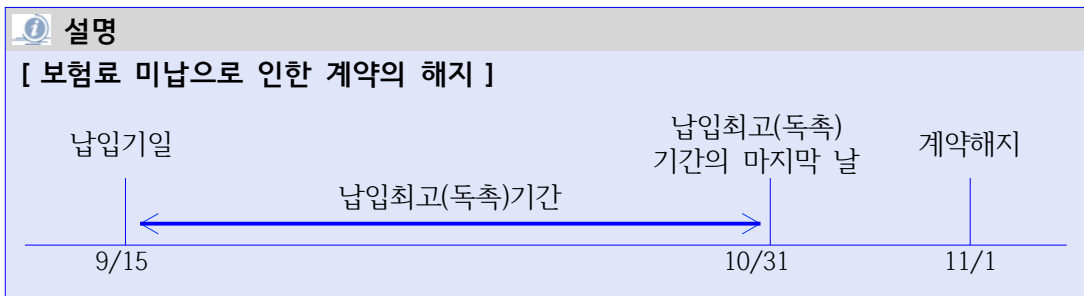 설명
[ 보험료 미납으로 인한 계약의 해지 ]
납입기일
납입최고(독촉)
기간의 마지막 날
계약해지
납입최고(독촉)기간
9/15
10/31
11/1